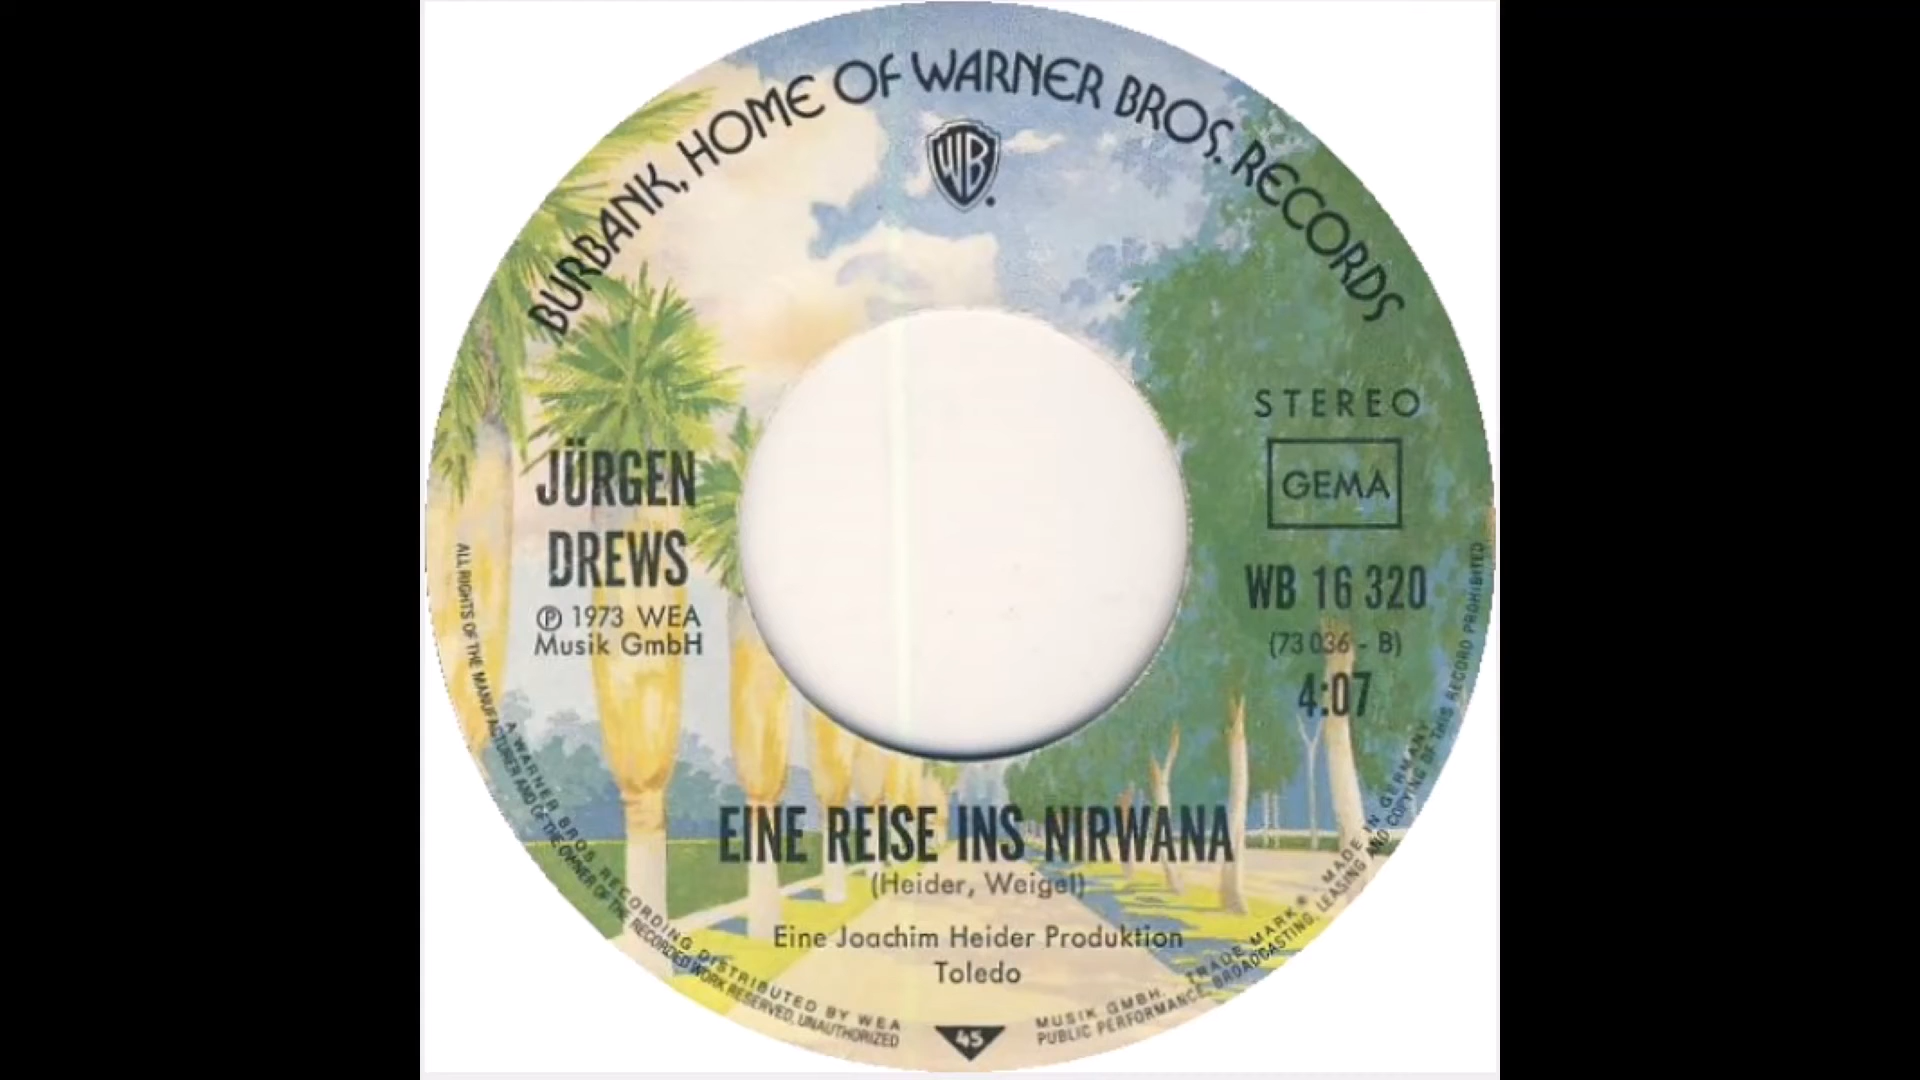 BURBANK, HOME OF WARNER BROS. RECORDS
WB
STEREO
GEMA
JÜRGEN
DREWS
℗ 1973 WEA
Musik GmbH
WB 16 320
(73 036 - B)
4:07
EINE REISE INS NIRWANA
(Heider, Weigel)
Eine Joachim Heider Produktion
Toledo
45
A WARNER BROS RECORDING DISTRIBUTED BY WEA MUSIK GMBH. TRADE MARK® MADE IN GERMANY
ALL RIGHTS OF THE MANUFACTURER AND OF THE OWNER OF THE RECORDED WORK RESERVED, UNAUTHORIZED PUBLIC PERFORMANCE, BROADCASTING, LEASING AND COPYING OF THIS RECORD PROHIBITED